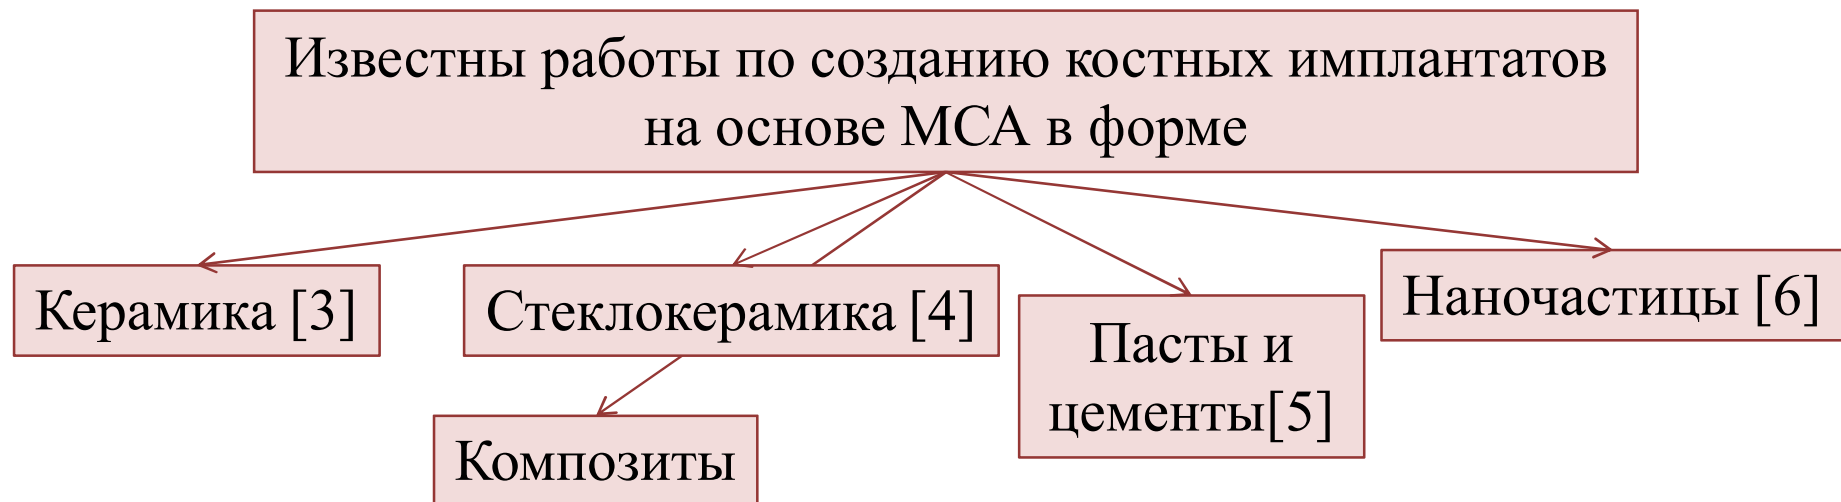 Известны работы по созданию костных имплантатов
на основе МСА в форме
Керамика [3]
Стеклокерамика [4]
Пасты и
цементы[5]
Наночастицы [6]
Композиты